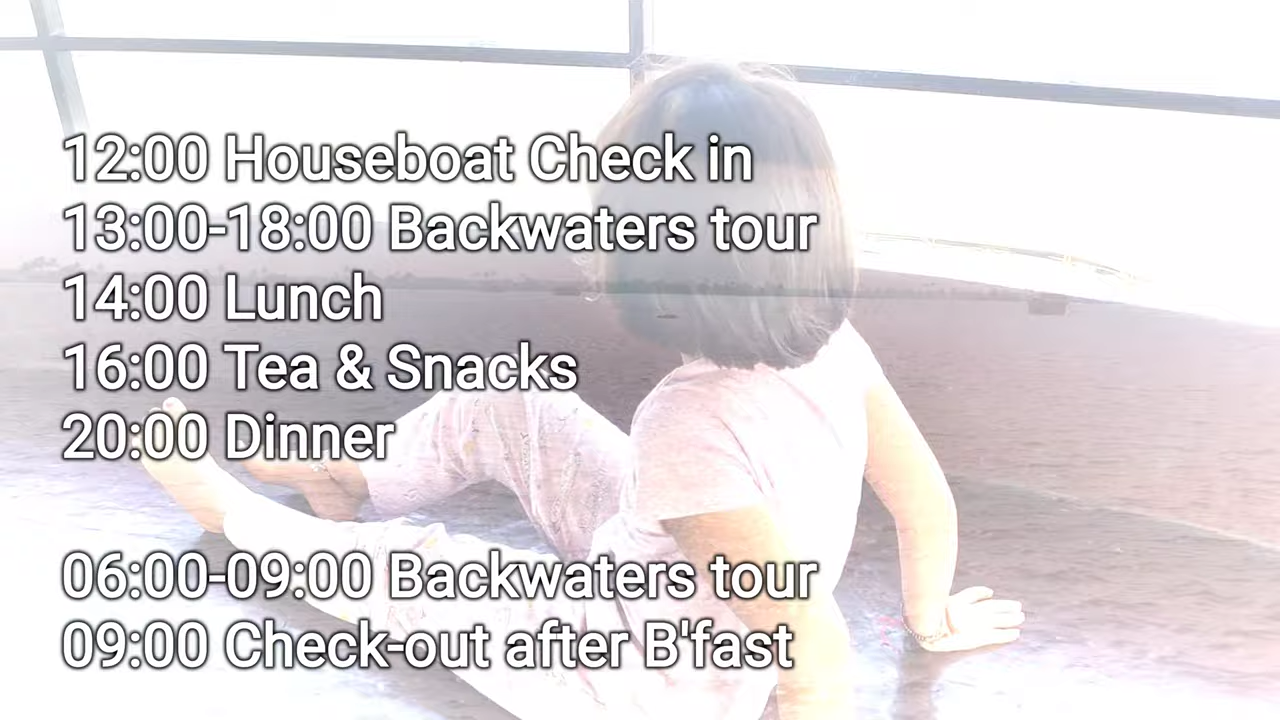 12:00 Houseboat Check in
13:00-18:00 Backwaters tour
14:00 Lunch
16:00 Tea & Snacks
20:00 Dinner
06:00-09:00 Backwaters tour
09:00 Check-out after B'fast